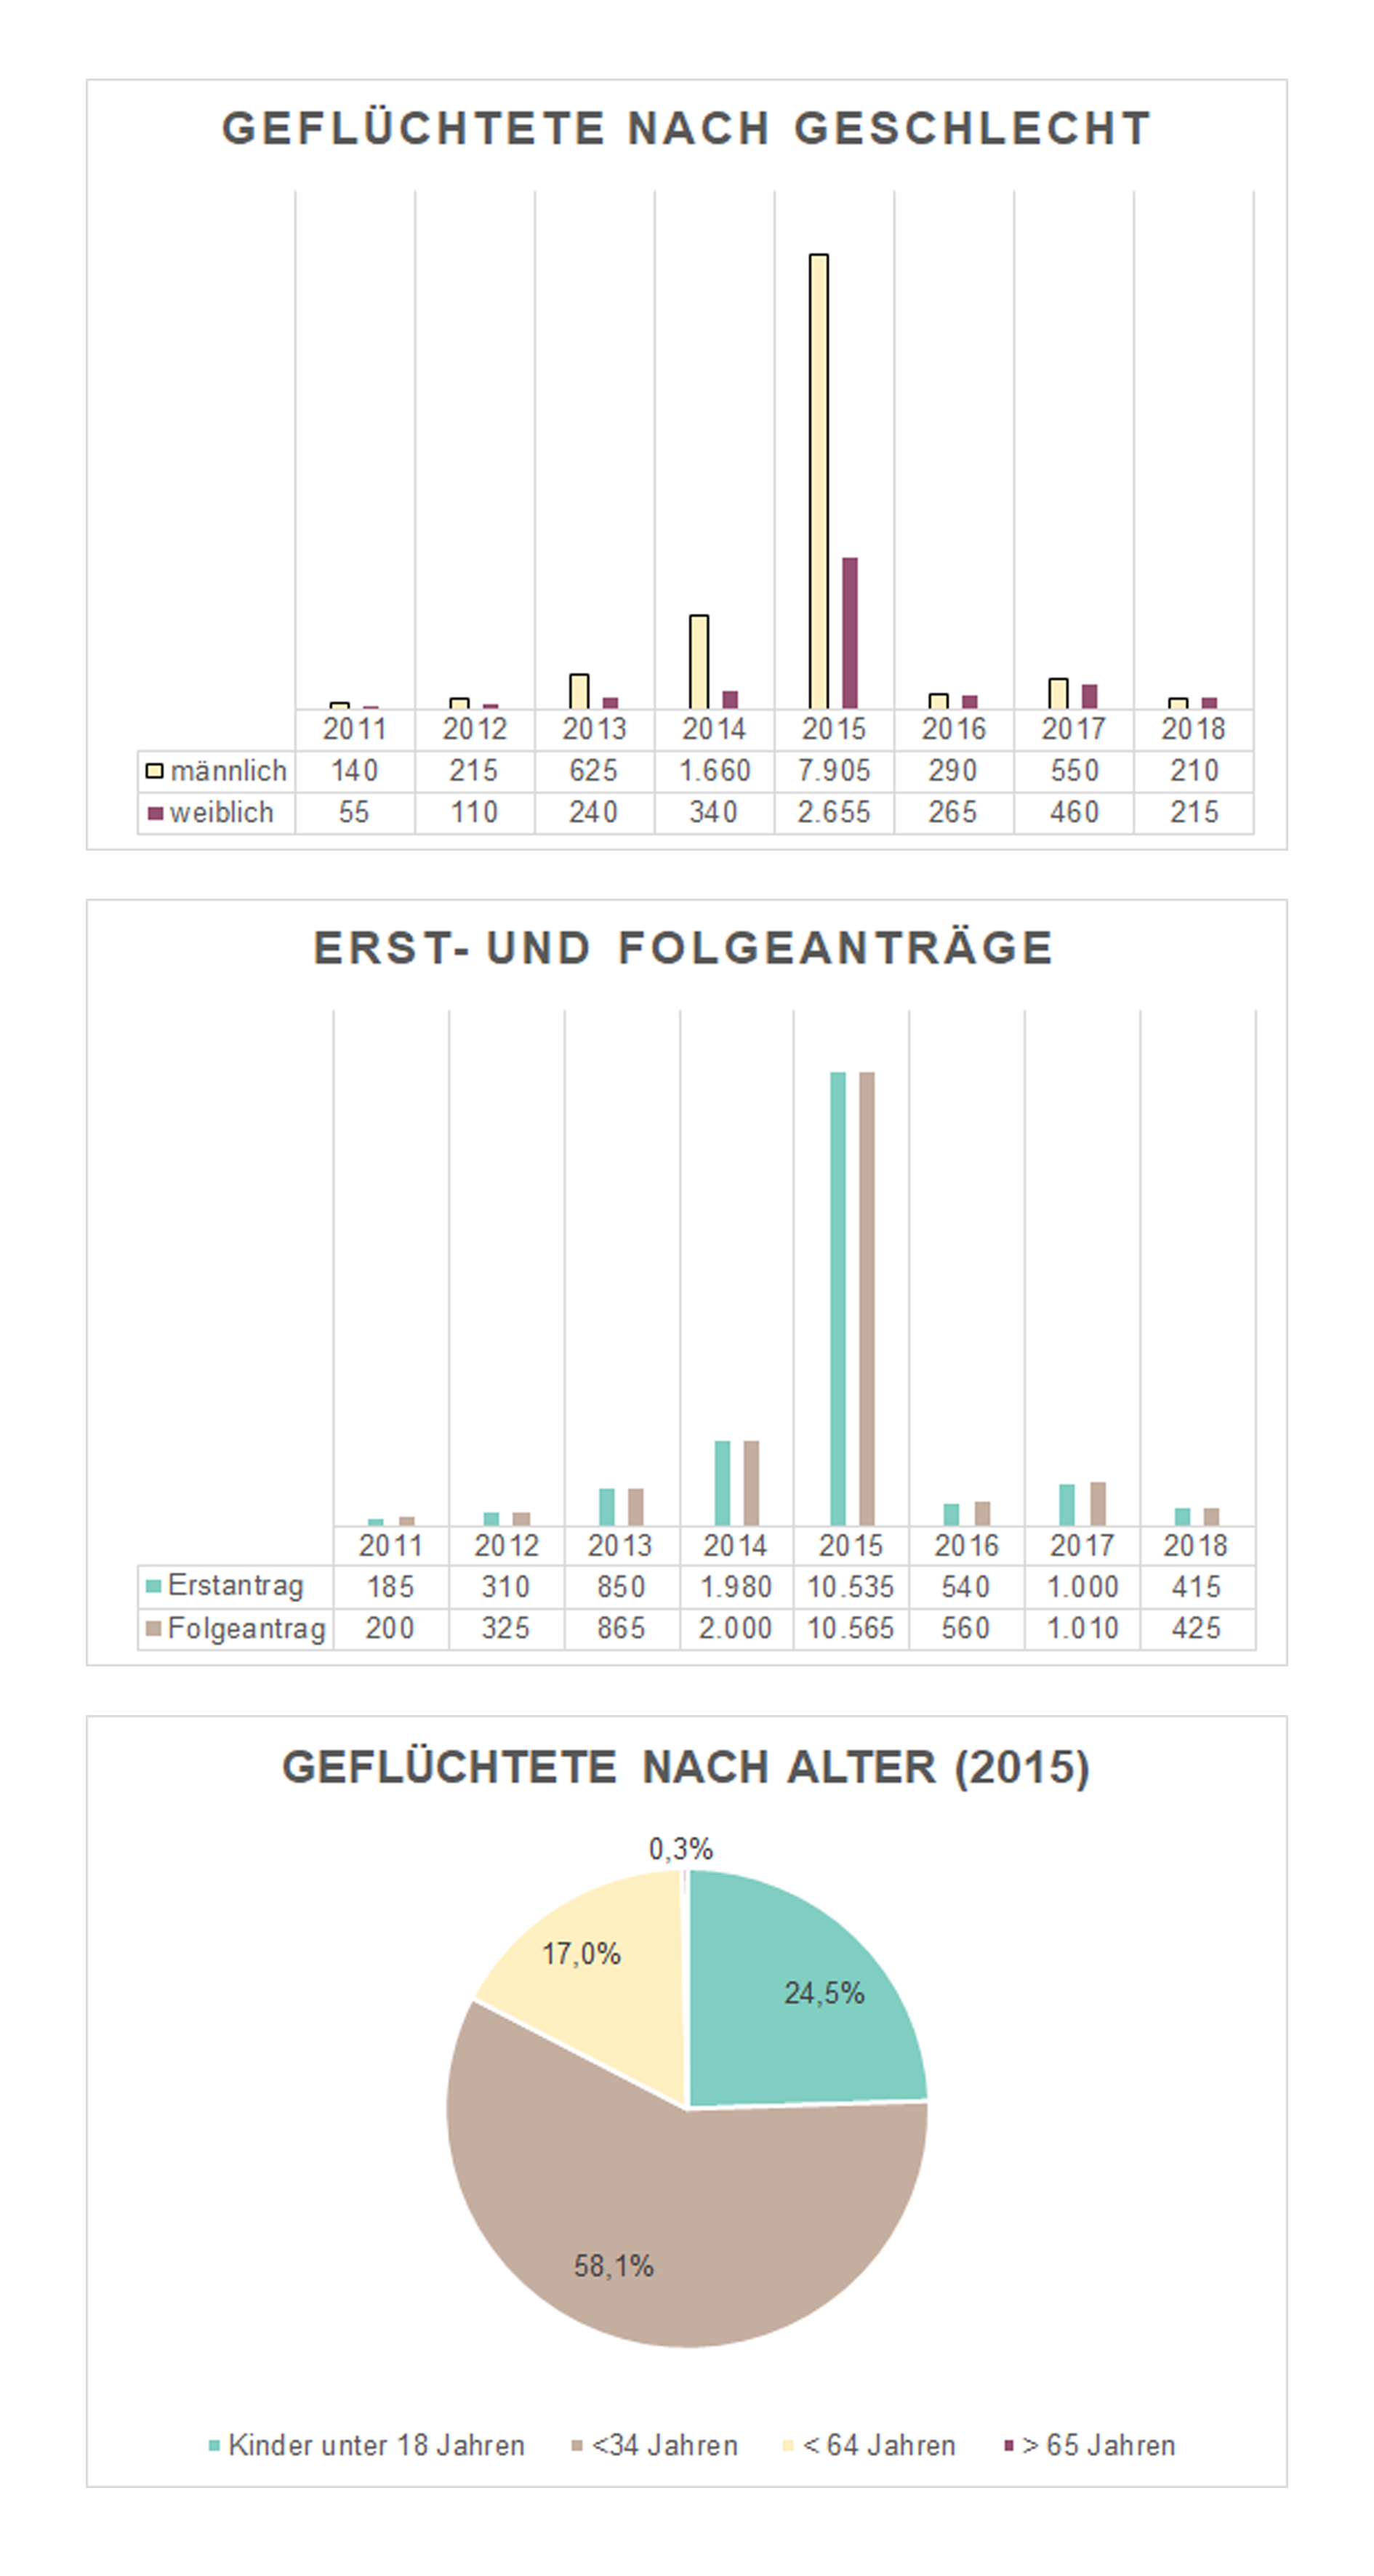 GEFLÜCHTETE NACH GESCHLECHT
2011 2012 2013 2014 2015 2016 2017 2018
männlich 140 215 625 1.660 7.905 290 550 210
weiblich 55 110 240 340 2.655 265 460 215
ERST- UND FOLGEANTRÄGE
2011 2012 2013 2014 2015 2016 2017 2018
Erstantrag 185 310 850 1.980 10.535 540 1.000 415
Folgeantrag 200 325 865 2.000 10.565 560 1.010 425
GEFLÜCHTETE NACH ALTER (2015)
0,3%
17,0%
24,5%
58,1%
Kinder unter 18 Jahren <34 Jahren < 64 Jahren > 65 Jahren